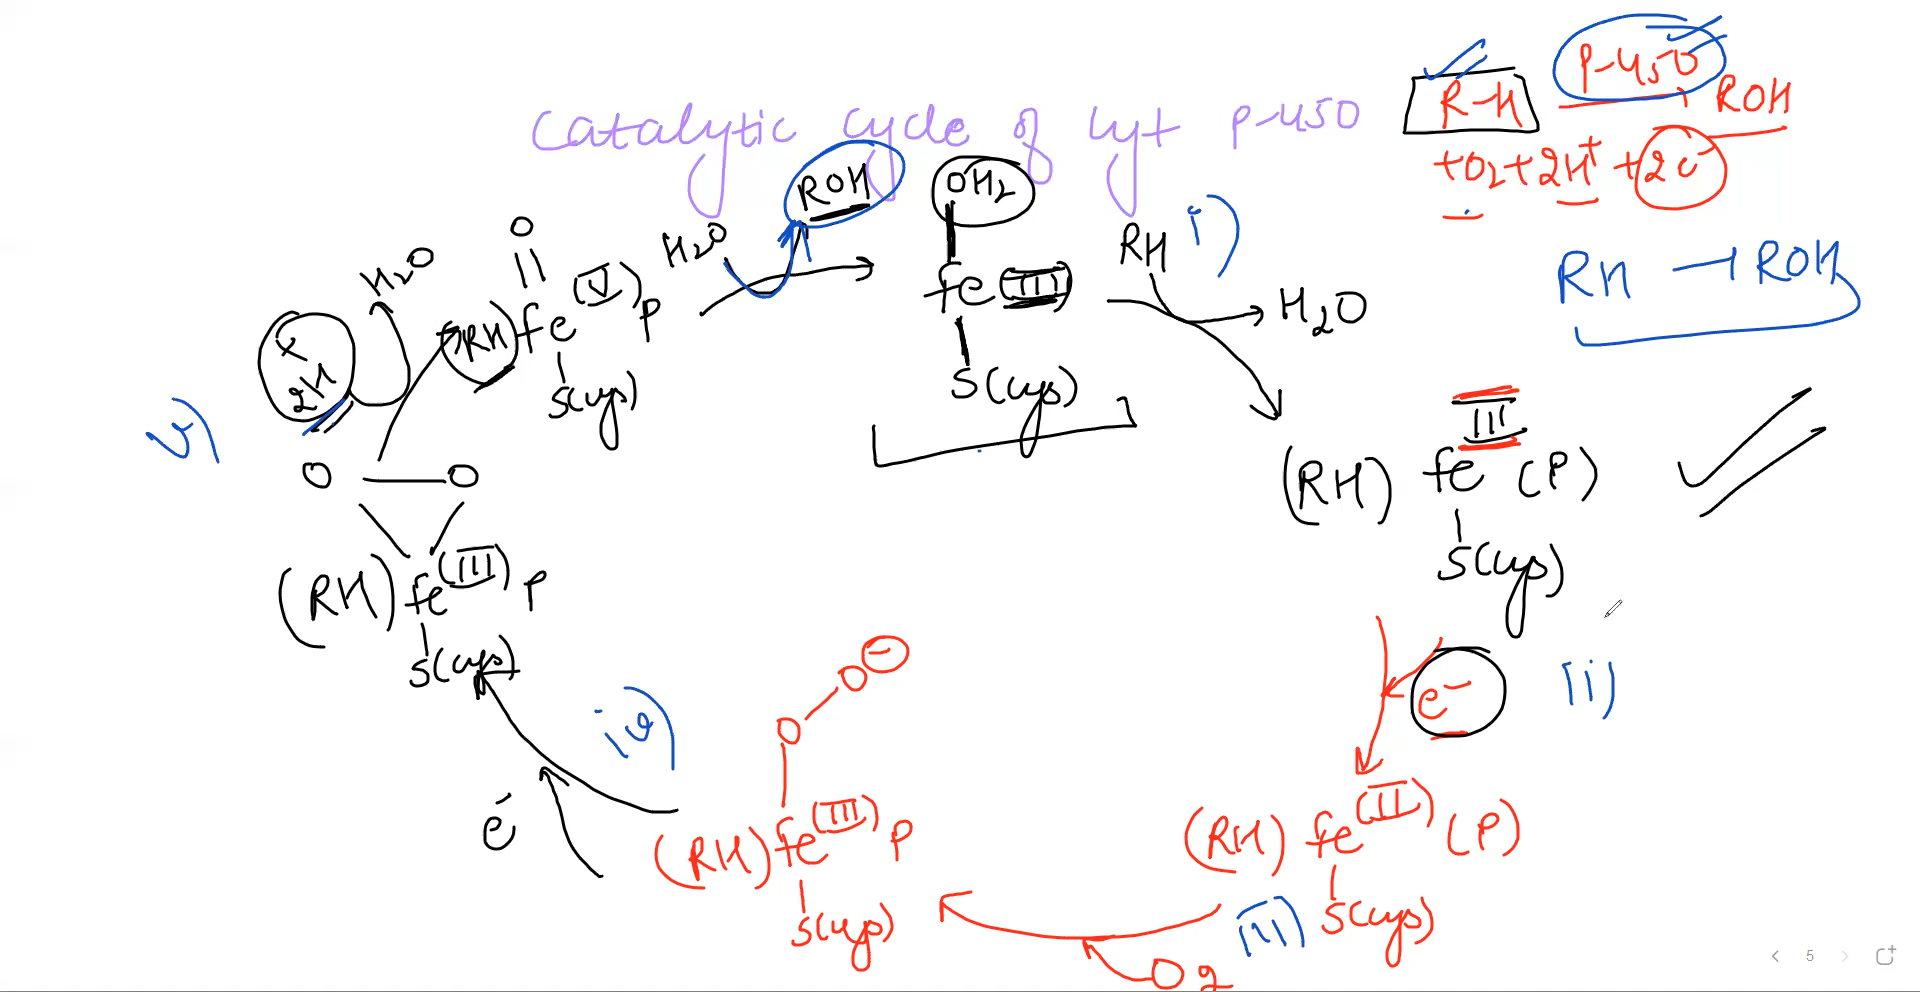 Catalytic cycle of cyt P-450
R-H P-450 ROH
+O2+2H+ +2e-
RH → ROH
H2O ROH
OH2
Fe (III)
S(cys)
RH i)
H2O
III
(RH) Fe (P)
S(cys)
e- ii)
(RH) Fe(II) (P)
S(cys)
iii)
O2
O-O-
(RH) Fe(III) P
S(cys)
iv)
e-
O-O
(RH) Fe(III) P
S(cys)
v)
+
2H
H2O
O
(RH) Fe(V) P
S(cys)
5